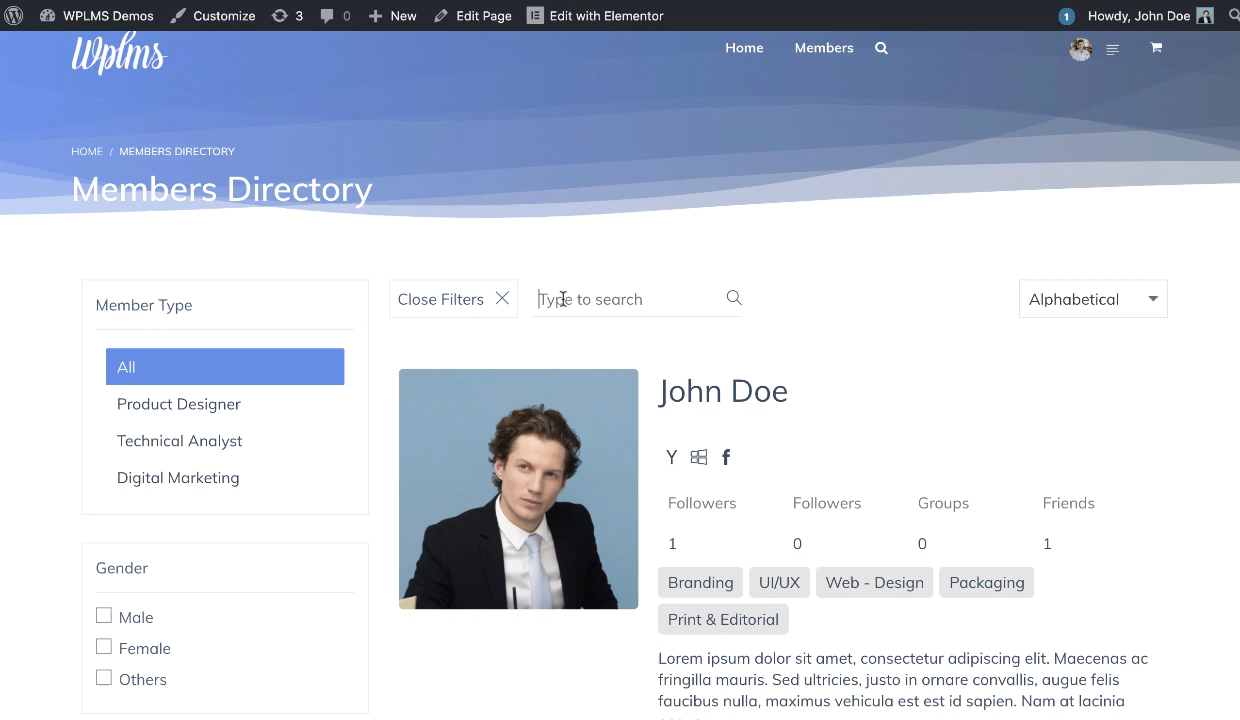 WPLMS Demos Customize 3 0 New Edit Page Edit with Elementor 1 Howdy, John Doe
Wplms Home Members
HOME / MEMBERS DIRECTORY
Members Directory
Member Type
All
Product Designer
Technical Analyst
Digital Marketing
Gender
Male
Female
Others
Close Filters Type to search Alphabetical
John Doe
Followers Followers Groups Friends
1 0 0 1
Branding UI/UX Web - Design Packaging
Print & Editorial
Lorem ipsum dolor sit amet, consectetur adipiscing elit. Maecenas ac
fringilla mauris. Sed ultricies, justo in ornare convallis, augue felis
faucibus nulla, maximus vehicula est est id sapien. Nam at lacinia